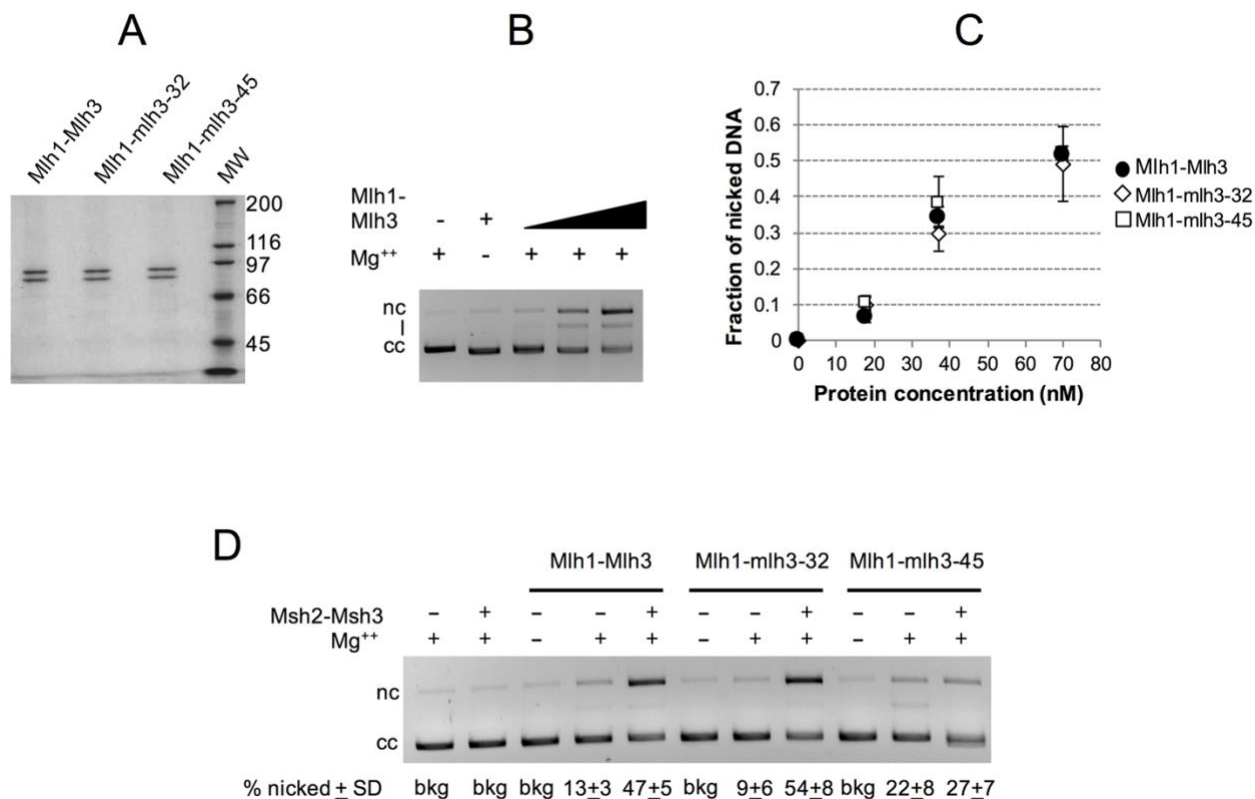 A
Mlh1-Mlh3
Mlh1-mlh3-32
Mlh1-mlh3-45
MW
200
116
97
66
45
B
Mlh1-
Mlh3 - +
Mg++ + - + + +
nc
l
cc
C
Fraction of nicked DNA
0.7
0.6
0.5
0.4
0.3
0.2
0.1
0
0 10 20 30 40 50 60 70 80
Protein concentration (nM)
Mlh1-Mlh3
Mlh1-mlh3-32
Mlh1-mlh3-45
D
Mlh1-Mlh3 Mlh1-mlh3-32 Mlh1-mlh3-45
Msh2-Msh3 - + - - + - - + - - +
Mg++ + + - + + - + + - + +
nc
cc
% nicked ± SD bkg bkg bkg 13±3 47±5 bkg 9±6 54±8 bkg 22±8 27±7